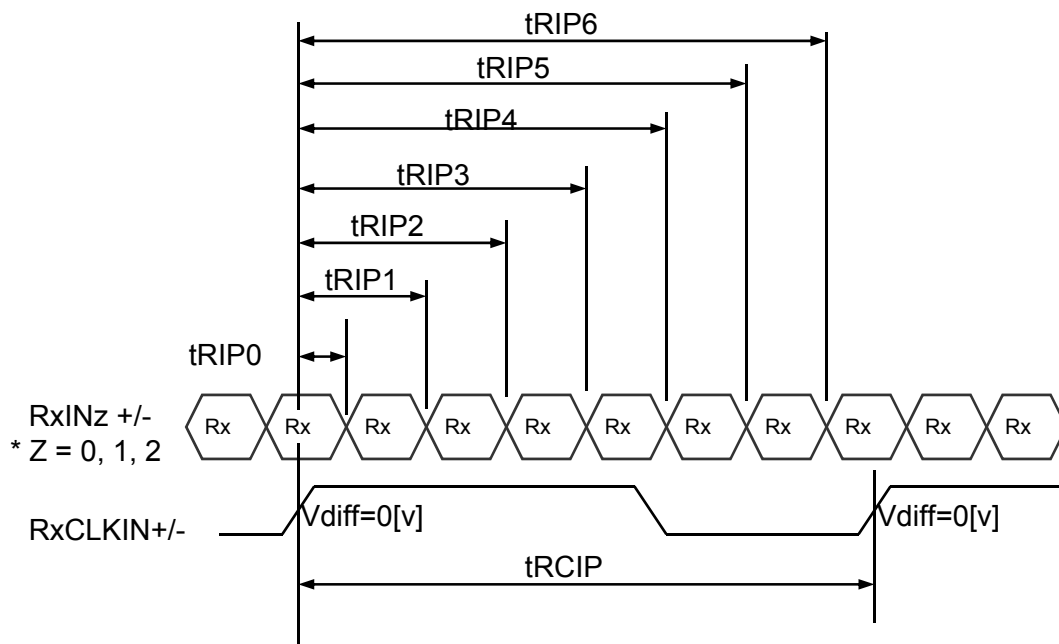 tRIP6
tRIP5
tRIP4
tRIP3
tRIP2
tRIP1
tRIP0
RxINz +/-
* Z = 0, 1, 2
Rx Rx Rx Rx Rx Rx Rx Rx Rx Rx Rx
RxCLKIN+/-
Vdiff=0[v] Vdiff=0[v]
tRCIP